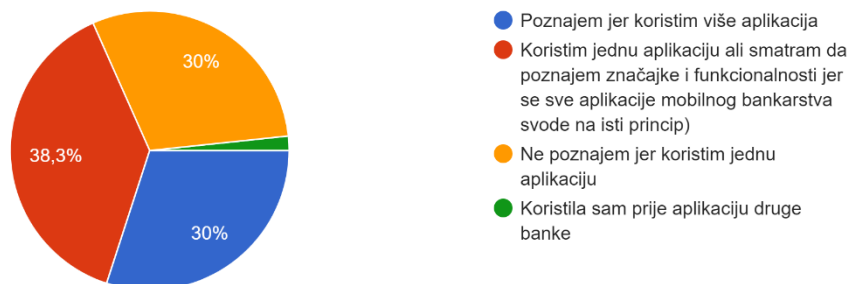 30%
38,3%
30%
Poznajem jer koristim više aplikacija
Koristim jednu aplikaciju ali smatram da
poznajem značajke i funkcionalnosti jer
se sve aplikacije mobilnog bankarstva
svode na isti princip)
Ne poznajem jer koristim jednu
aplikaciju
Koristila sam prije aplikaciju druge
banke